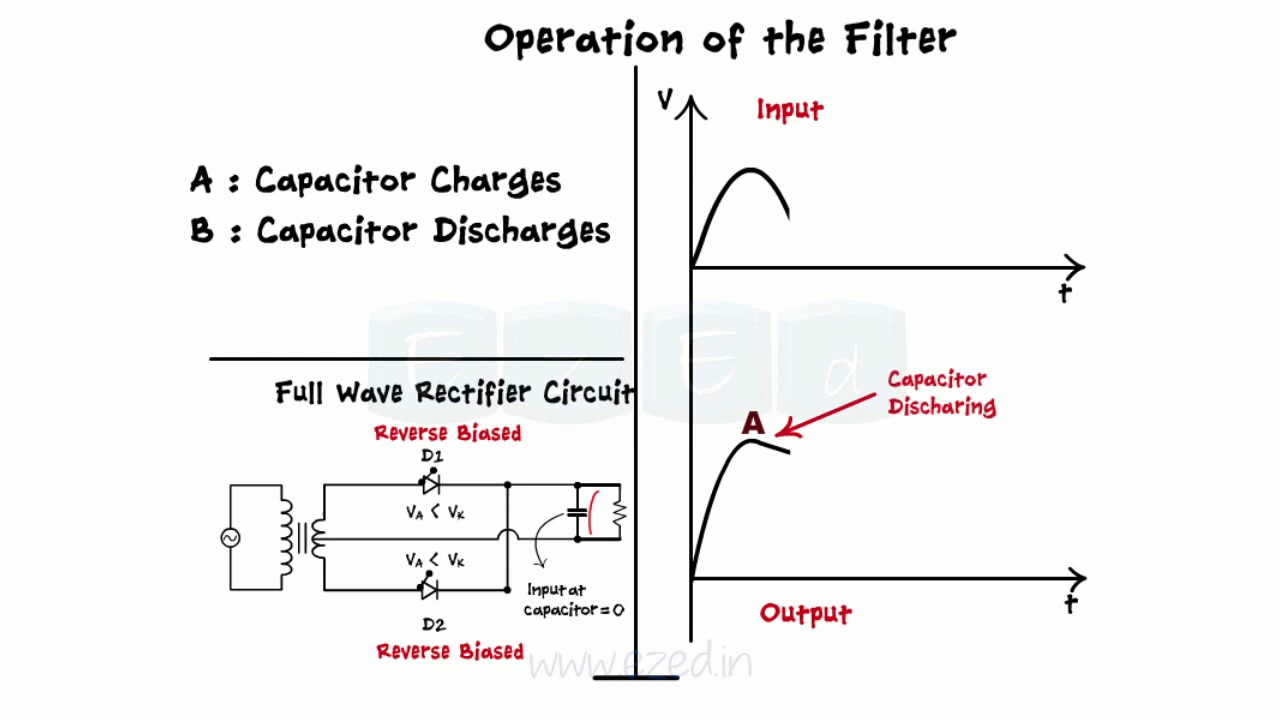 Operation of the Filter
A : Capacitor Charges
B : Capacitor Discharges
Full Wave Rectifier Circuit
Reverse Biased
D1
VA < VK
VA < VK
Input at
capacitor = 0
D2
Reverse Biased
V
Input
t
Capacitor
Discharing
A
t
Output
EzEd
www.ezed.in